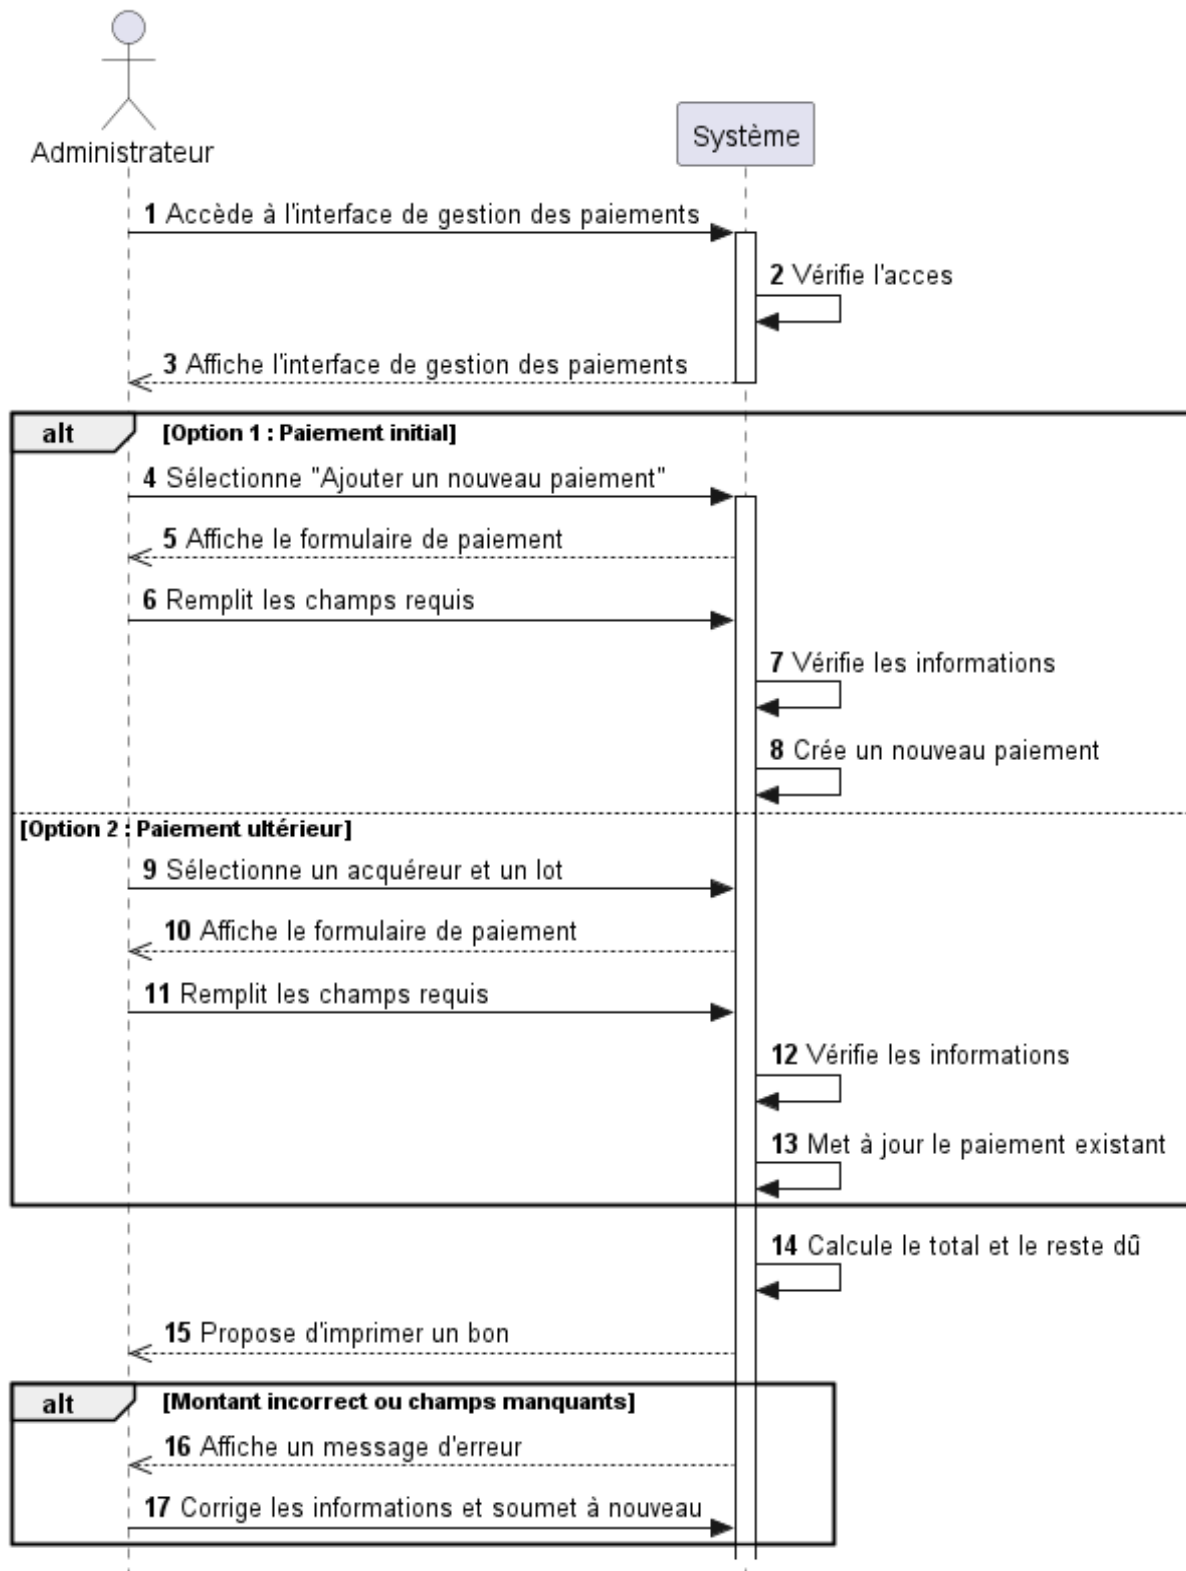 Administrateur
Système
1 Accède à l'interface de gestion des paiements
2 Vérifie l'acces
3 Affiche l'interface de gestion des paiements
alt [Option 1 : Paiement initial]
4 Sélectionne "Ajouter un nouveau paiement"
5 Affiche le formulaire de paiement
6 Remplit les champs requis
7 Vérifie les informations
8 Crée un nouveau paiement
[Option 2 : Paiement ultérieur]
9 Sélectionne un acquéreur et un lot
10 Affiche le formulaire de paiement
11 Remplit les champs requis
12 Vérifie les informations
13 Met à jour le paiement existant
14 Calcule le total et le reste dû
15 Propose d'imprimer un bon
alt [Montant incorrect ou champs manquants]
16 Affiche un message d'erreur
17 Corrige les informations et soumet à nouveau